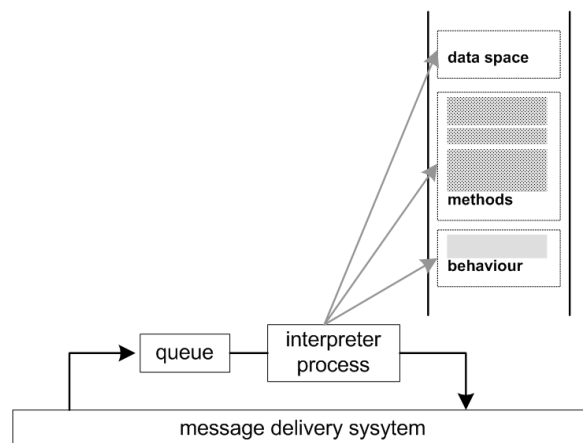 data space
methods
behaviour
queue
interpreter
process
message delivery sysytem